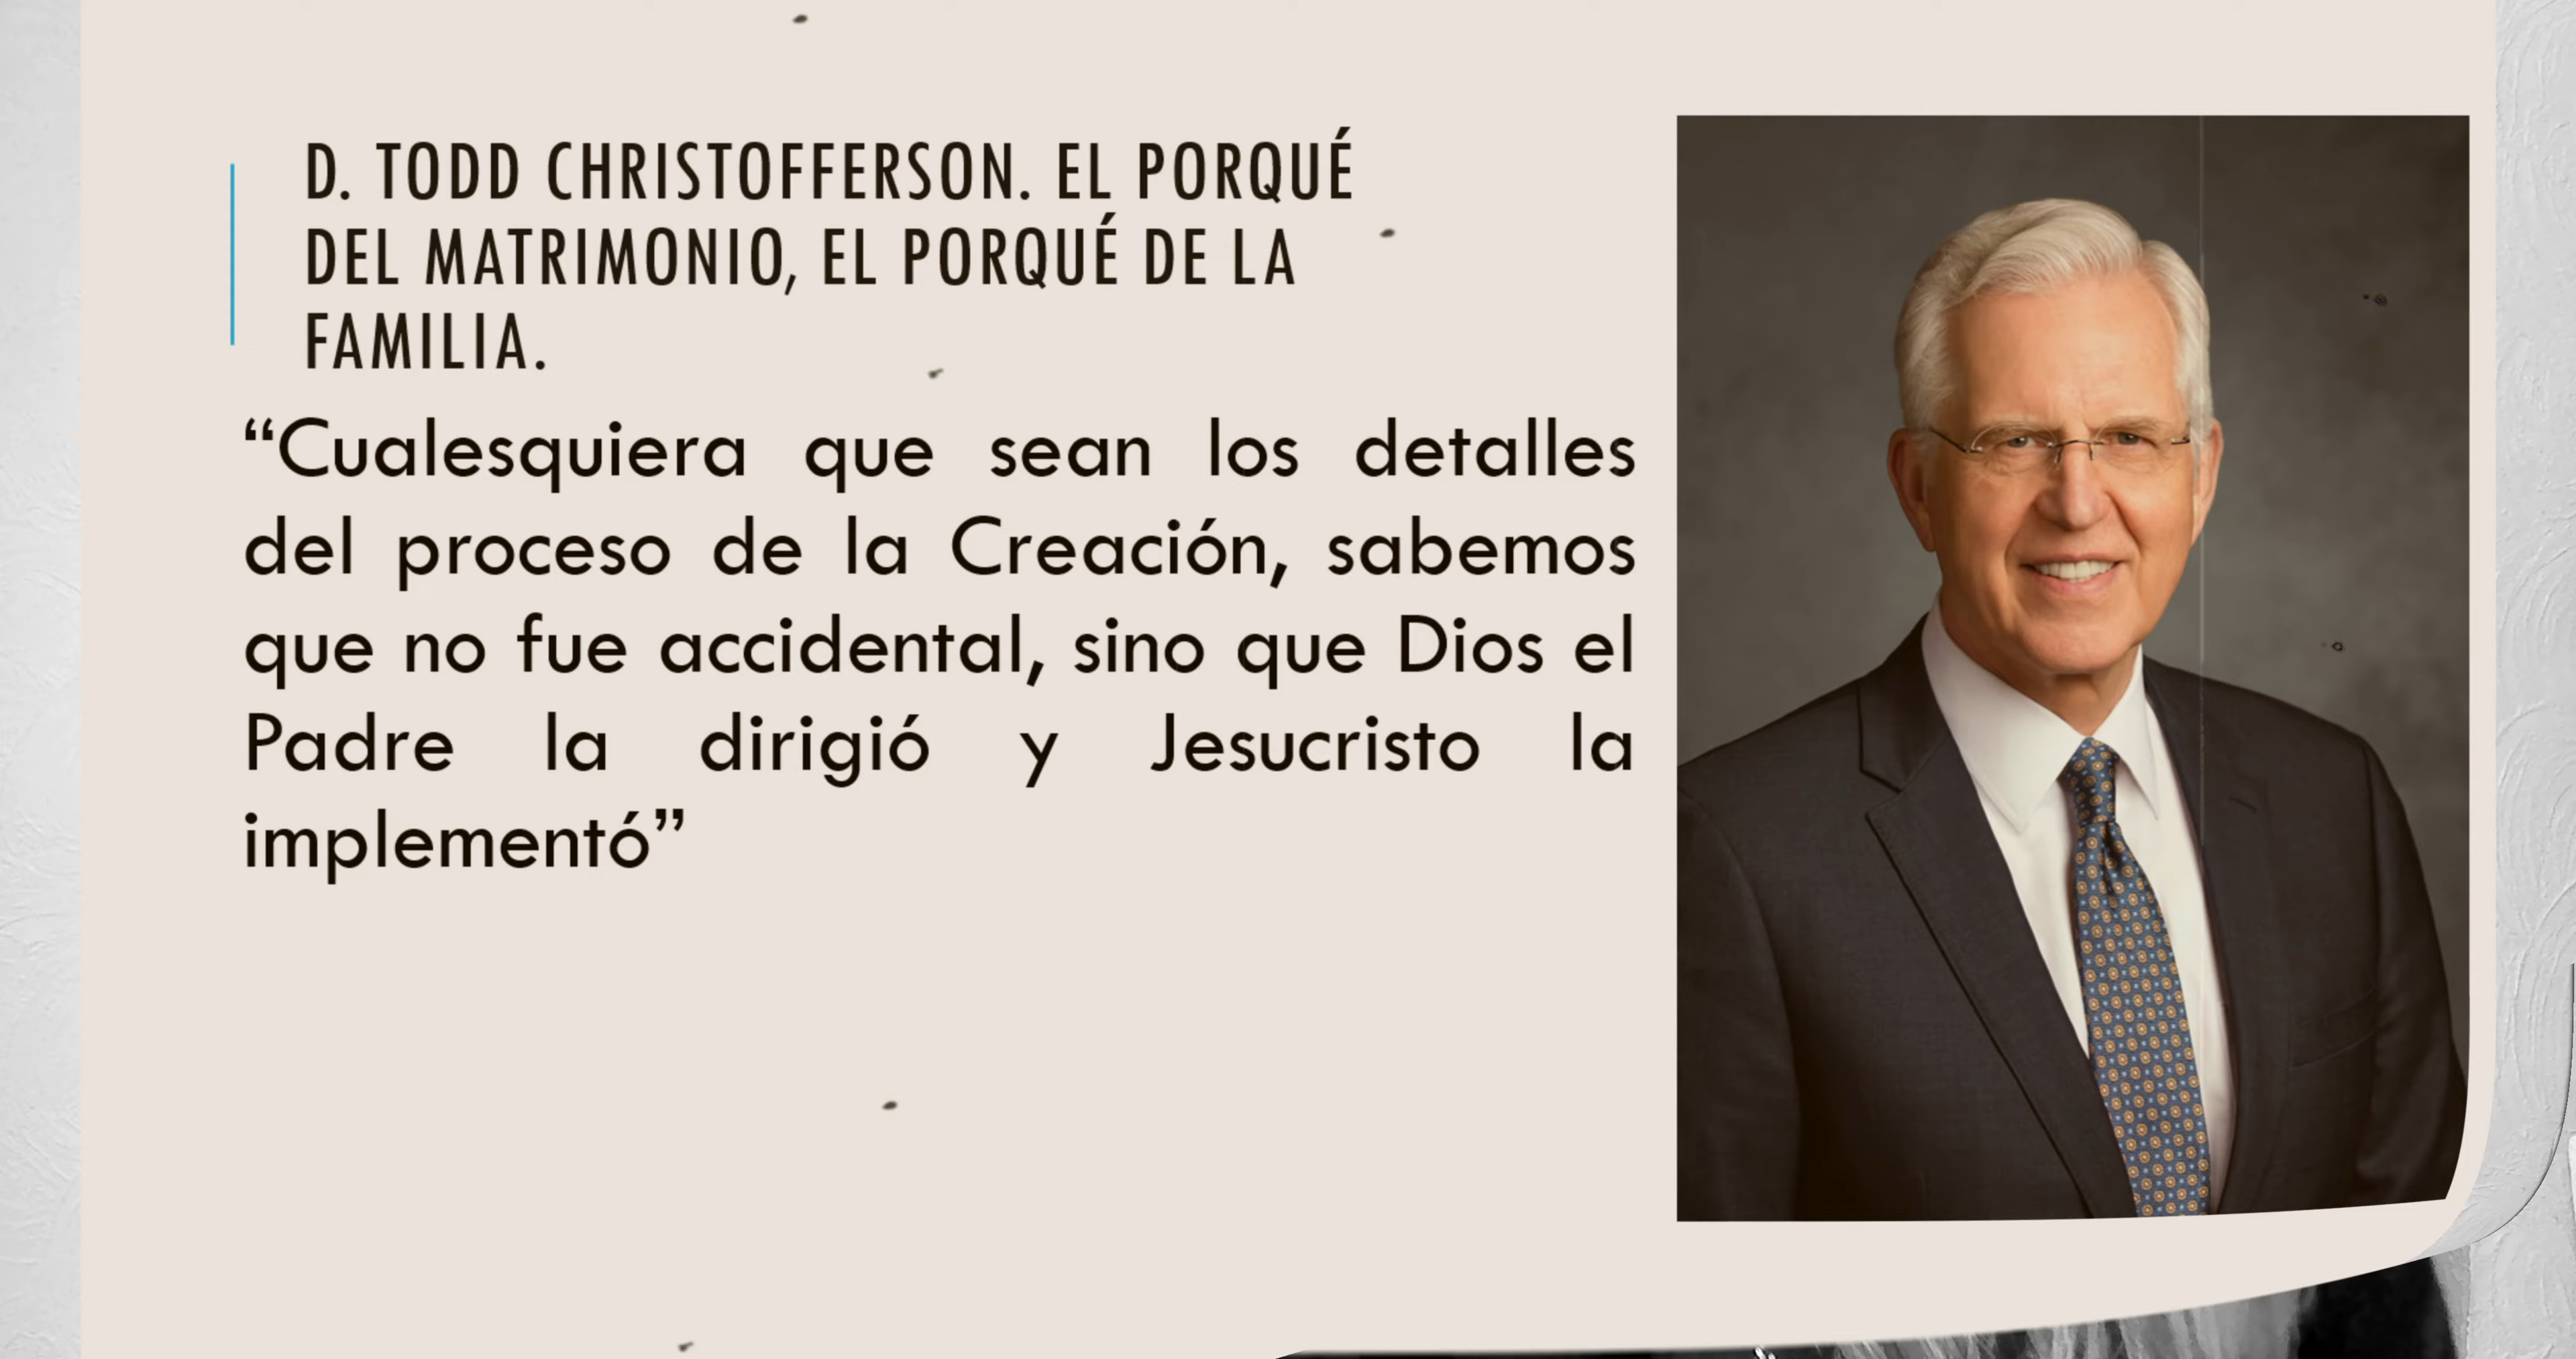 D. TODD CHRISTOFFERSON. EL PORQUÉ
DEL MATRIMONIO, EL PORQUÉ DE LA
FAMILIA.
“Cualesquiera que sean los detalles
del proceso de la Creación, sabemos
que no fue accidental, sino que Dios el
Padre la dirigió y Jesucristo la
implementó”